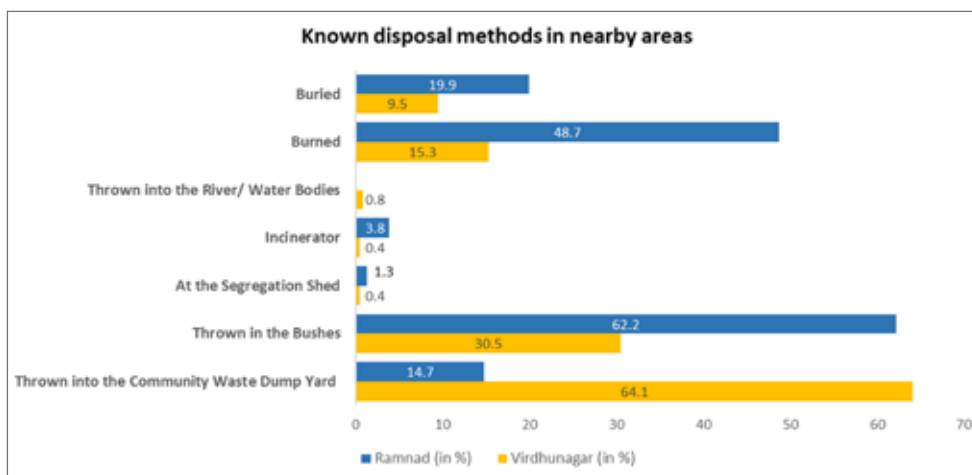 Known disposal methods in nearby areas
Buried
19.9
9.5
Burned
48.7
15.3
Thrown into the River/ Water Bodies
0.8
Incinerator
3.8
0.4
At the Segregation Shed
1.3
0.4
Thrown in the Bushes
62.2
30.5
Thrown into the Community Waste Dump Yard
14.7
64.1
0 10 20 30 40 50 60 70
Ramnad (in %) Virdhunagar (in %)